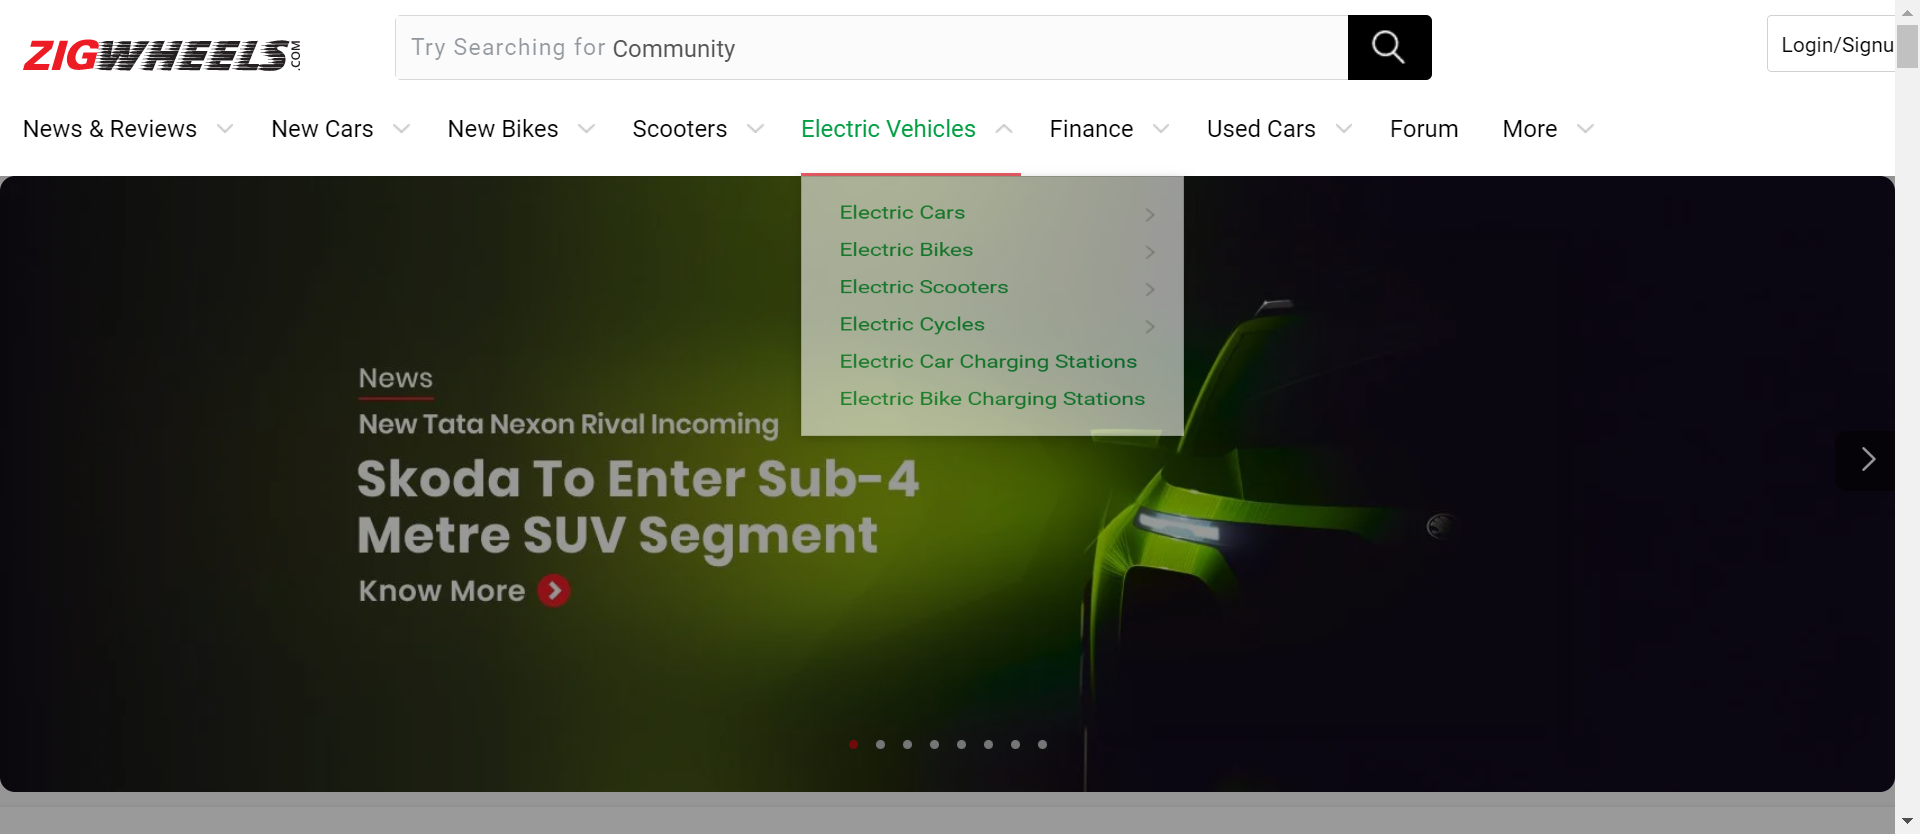 ZIGWHEELS.COM
Try Searching for Community
Login/Signu
News & Reviews New Cars New Bikes Scooters Electric Vehicles Finance Used Cars Forum More
Electric Cars
Electric Bikes
Electric Scooters
Electric Cycles
Electric Car Charging Stations
Electric Bike Charging Stations
News
New Tata Nexon Rival Incoming
Skoda To Enter Sub-4
Metre SUV Segment
Know More